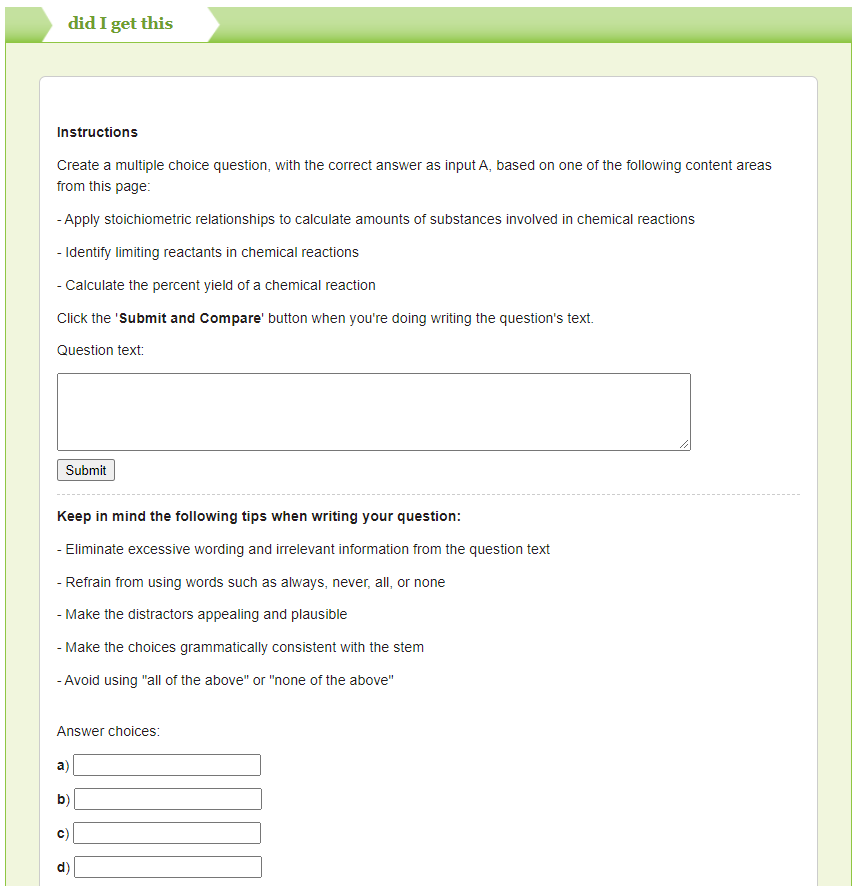 did I get this
Instructions
Create a multiple choice question, with the correct answer as input A, based on one of the following content areas
from this page:
- Apply stoichiometric relationships to calculate amounts of substances involved in chemical reactions
- Identify limiting reactants in chemical reactions
- Calculate the percent yield of a chemical reaction
Click the 'Submit and Compare' button when you're doing writing the question's text.
Question text:
Submit
Keep in mind the following tips when writing your question:
- Eliminate excessive wording and irrelevant information from the question text
- Refrain from using words such as always, never, all, or none
- Make the distractors appealing and plausible
- Make the choices grammatically consistent with the stem
- Avoid using "all of the above" or "none of the above"
Answer choices:
a)
b)
c)
d)